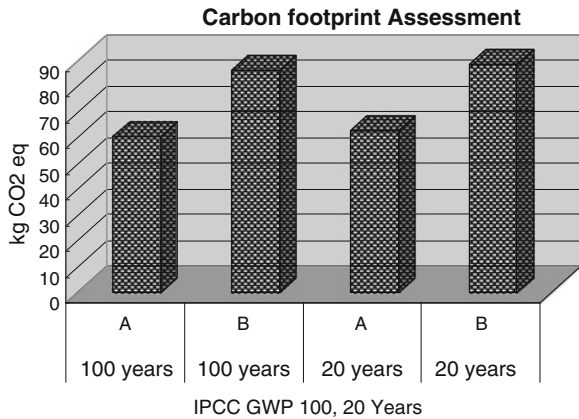 Carbon footprint Assessment
kg CO2 eq
90
80
70
60
50
40
30
20
10
0
A B A B
100 years 100 years 20 years 20 years
IPCC GWP 100, 20 Years